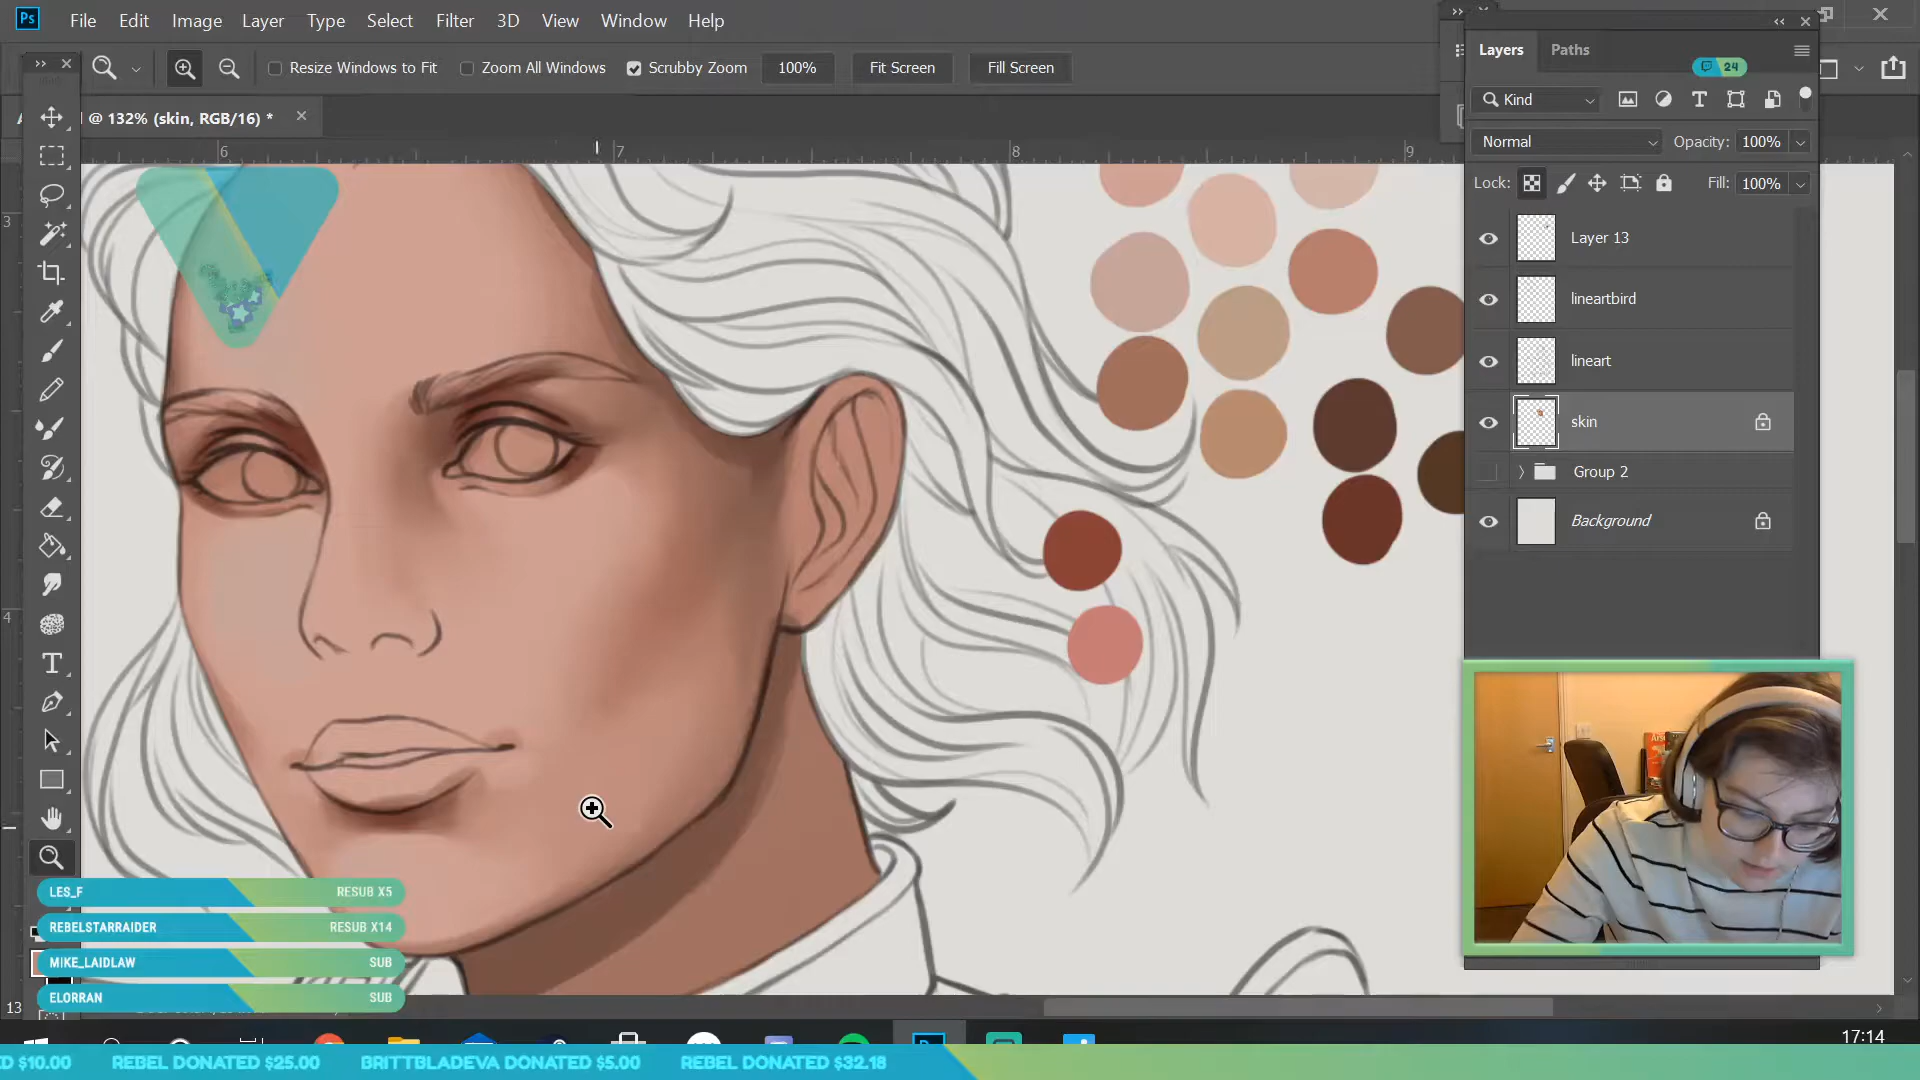 Ps File Edit Image Layer Type Select Filter 3D View Window Help
Resize Windows to Fit Zoom All Windows Scrubby Zoom 100% Fit Screen Fill Screen
@ 132% (skin, RGB/16) *
6 7 8 9
3
4
Layers Paths
24
Kind
Normal Opacity: 100%
Lock: Fill: 100%
Layer 13
lineartbird
lineart
skin
Group 2
Background
LES_F RESUB X5
REBELSTARRAIDER RESUB X14
MIKE_LAIDLAW SUB
ELORRAN SUB
13
17:14
$10.00 REBEL DONATED $25.00 BRITTBLADEVA DONATED $5.00 REBEL DONATED $32.18